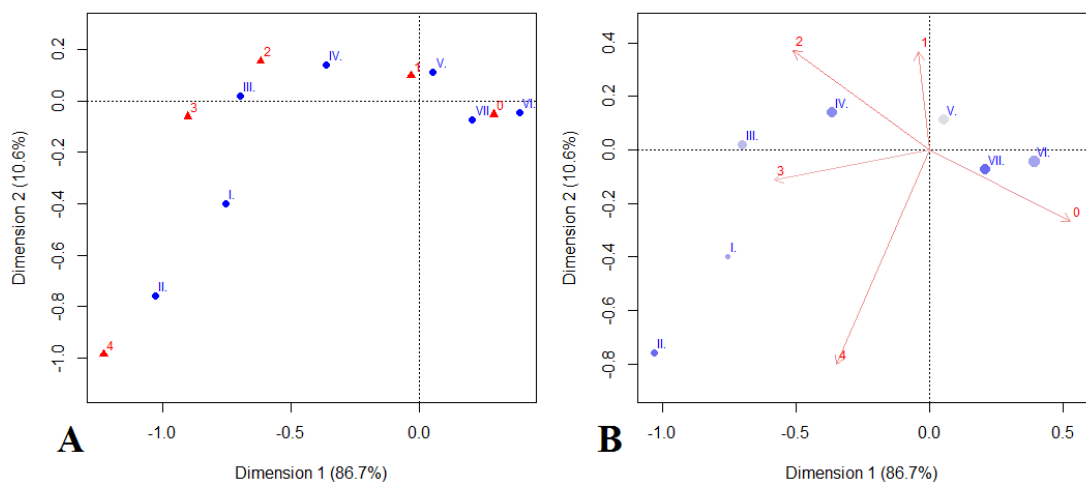 0.2
0.0
-0.2
-0.4
-0.6
-0.8
-1.0
Dimension 2 (10.6%)
2
IV.
1
V.
III.
3
0
VII.
VI.
I.
II.
4
-1.0
-0.5
0.0
Dimension 1 (86.7%)
A
0.4
0.2
0.0
-0.2
-0.4
-0.6
-0.8
Dimension 2 (10.6%)
2
1
IV.
V.
III.
VII.
VI.
3
0
I.
II.
4
-1.0
-0.5
0.0
0.5
Dimension 1 (86.7%)
B